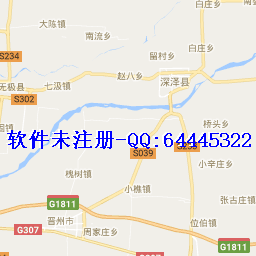 白庄乡
大陈镇
南流乡
S234
留村乡
白庄乡
赵八乡
深泽县
七汲镇
无极县
S302
桥头乡
软件未注册-QQ:64445322
S039
小辛庄乡
槐树镇
小樵镇
张古庄镇
G1811
晋州市
位伯镇
G307
周家庄乡
G1811
G307